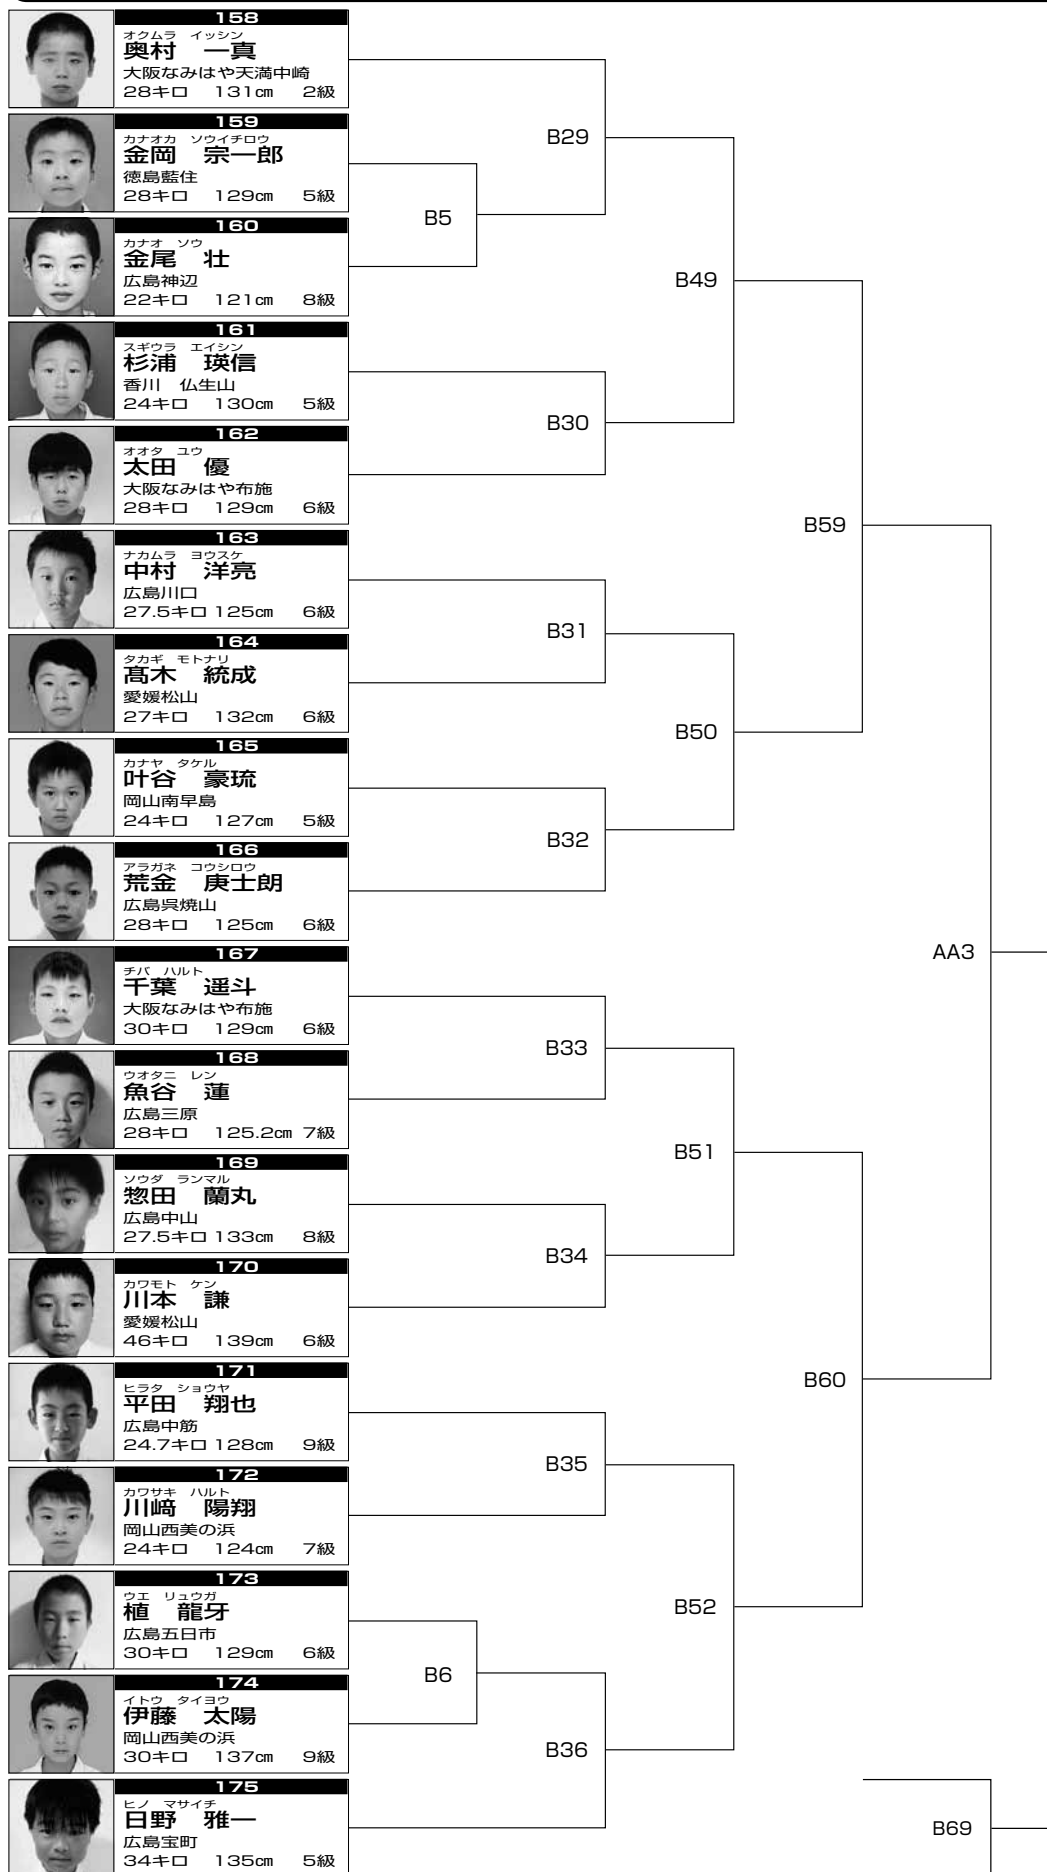 158
オクムラ イッシン
奥村 一真
大阪なみはや天満中崎
28キロ 131㎝ 2級
159
カナオカ ソウイチロウ
金岡 宗一郎
徳島藍住
28キロ 129㎝ 5級
160
カナオ ソウ
金尾 壮
広島神辺
22キロ 121㎝ 8級
161
スギウラ エイシン
杉浦 瑛信
香川 仏生山
24キロ 130㎝ 5級
162
オオタ ユウ
太田 優
大阪なみはや布施
28キロ 129㎝ 6級
163
ナカムラ ヨウスケ
中村 洋亮
広島川口
27.5キロ 125㎝ 6級
164
タカギ モトナリ
髙木 統成
愛媛松山
27キロ 132㎝ 6級
165
カナヤ タケル
叶谷 豪琉
岡山南早島
24キロ 127㎝ 5級
166
アラガネ コウシロウ
荒金 庚士朗
広島呉焼山
28キロ 125㎝ 6級
167
チバ ハルト
千葉 遥斗
大阪なみはや布施
30キロ 129㎝ 6級
168
ウオタニ レン
魚谷 蓮
広島三原
28キロ 125.2㎝ 7級
169
ソウダ ランマル
惣田 蘭丸
広島中山
27.5キロ 133㎝ 8級
170
カワモト ケン
川本 謙
愛媛松山
46キロ 139㎝ 6級
171
ヒラタ ショウヤ
平田 翔也
広島中筋
24.7キロ 128㎝ 9級
172
カワサキ ハルト
川﨑 陽翔
岡山西美の浜
24キロ 124㎝ 7級
173
ウエ リュウガ
植 龍牙
広島五日市
30キロ 129㎝ 6級
174
イトウ タイヨウ
伊藤 太陽
岡山西美の浜
30キロ 137㎝ 9級
175
ヒノ マサイチ
日野 雅一
広島宝町
34キロ 135㎝ 5級
B5
B6
B29
B30
B31
B32
B33
B34
B35
B36
B49
B50
B51
B52
B59
B60
AA3
B69